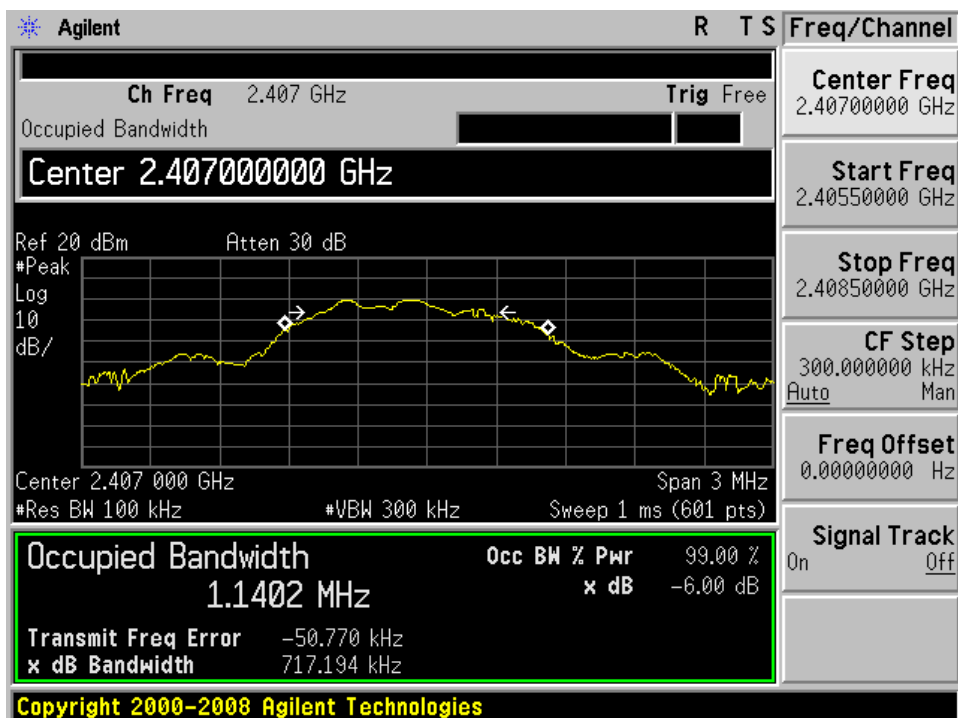 Agilent R T S Freq/Channel
Ch Freq 2.407 GHz Trig Free
Occupied Bandwidth
Center 2.407000000 GHz
Ref 20 dBm Atten 30 dB
#Peak
Log
10
dB/
Center 2.407 000 GHz Span 3 MHz
#Res BW 100 kHz #VBW 300 kHz Sweep 1 ms (601 pts)
Occupied Bandwidth Occ BW % Pwr 99.00 %
1.1402 MHz x dB -6.00 dB
Transmit Freq Error -50.770 kHz
x dB Bandwidth 717.194 kHz
Center Freq
2.40700000 GHz
Start Freq
2.40550000 GHz
Stop Freq
2.40850000 GHz
CF Step
300.000000 kHz
Auto Man
Freq Offset
0.00000000 Hz
Signal Track
On Off
Copyright 2000-2008 Agilent Technologies